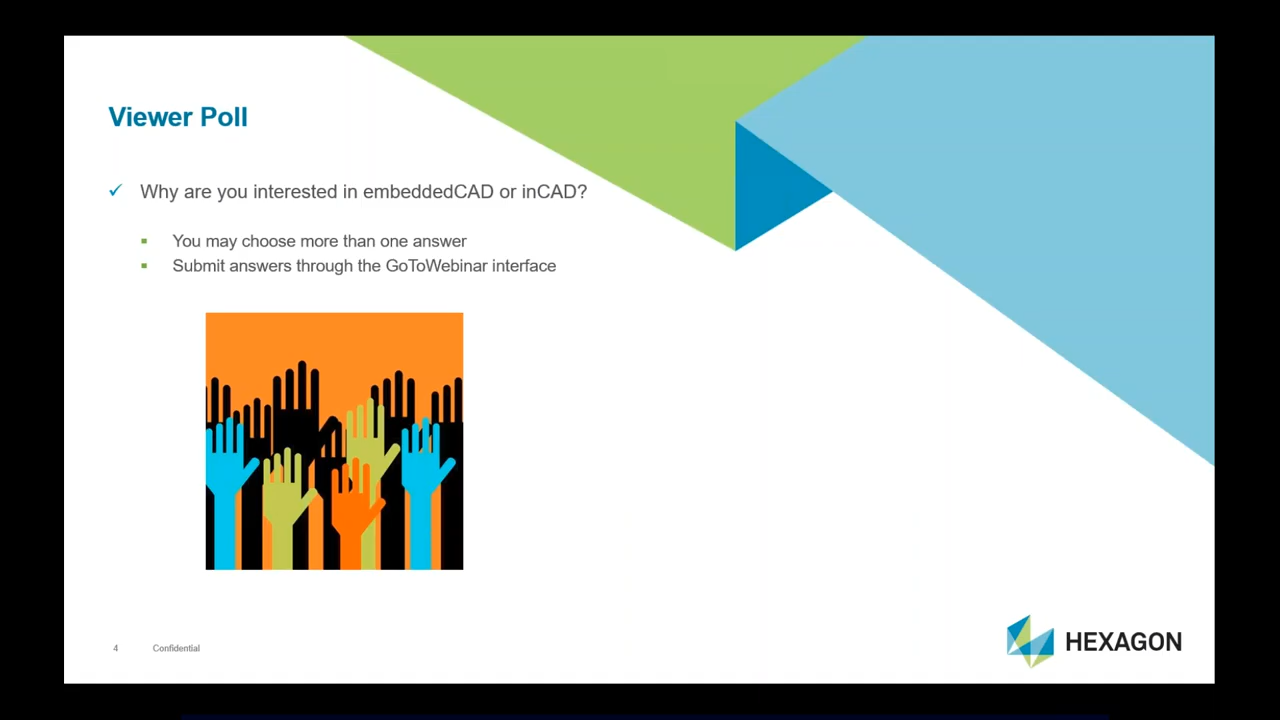 Viewer Poll
Why are you interested in embeddedCAD or inCAD?
You may choose more than one answer
Submit answers through the GoToWebinar interface
4 Confidential
HEXAGON